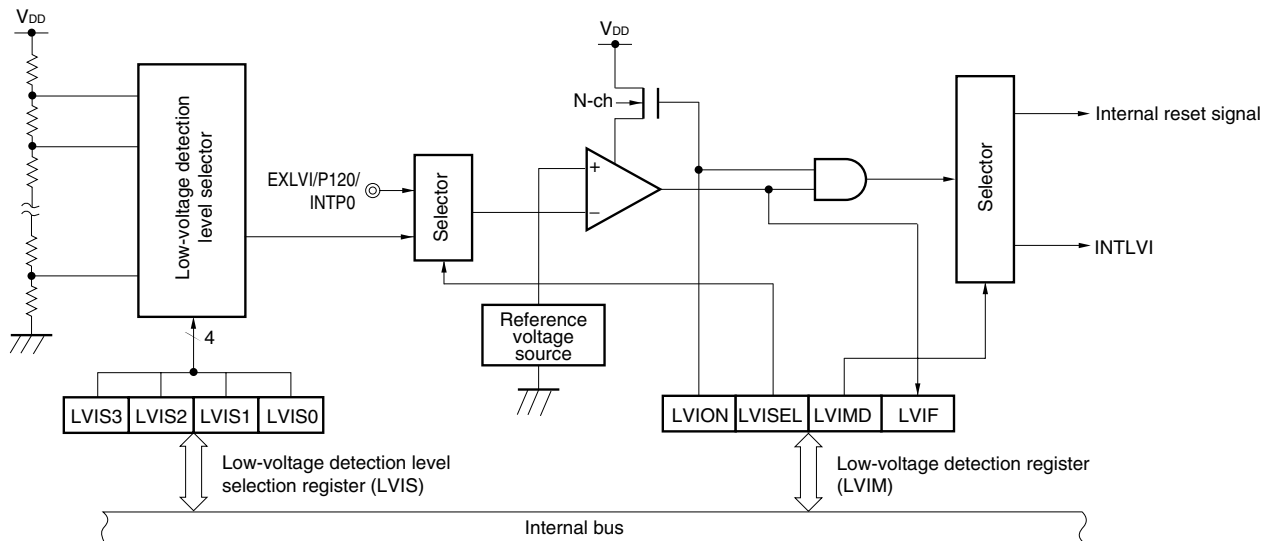 VDD
VDD
Low-voltage detection
level selector
N-ch
EXLVI/P120/
INTP0
Selector
+
−
Selector
Internal reset signal
INTLVI
Reference
voltage
source
4
LVIS3 LVIS2 LVIS1 LVIS0
LVION LVISEL LVIMD LVIF
Low-voltage detection level
selection register (LVIS)
Low-voltage detection register
(LVIM)
Internal bus